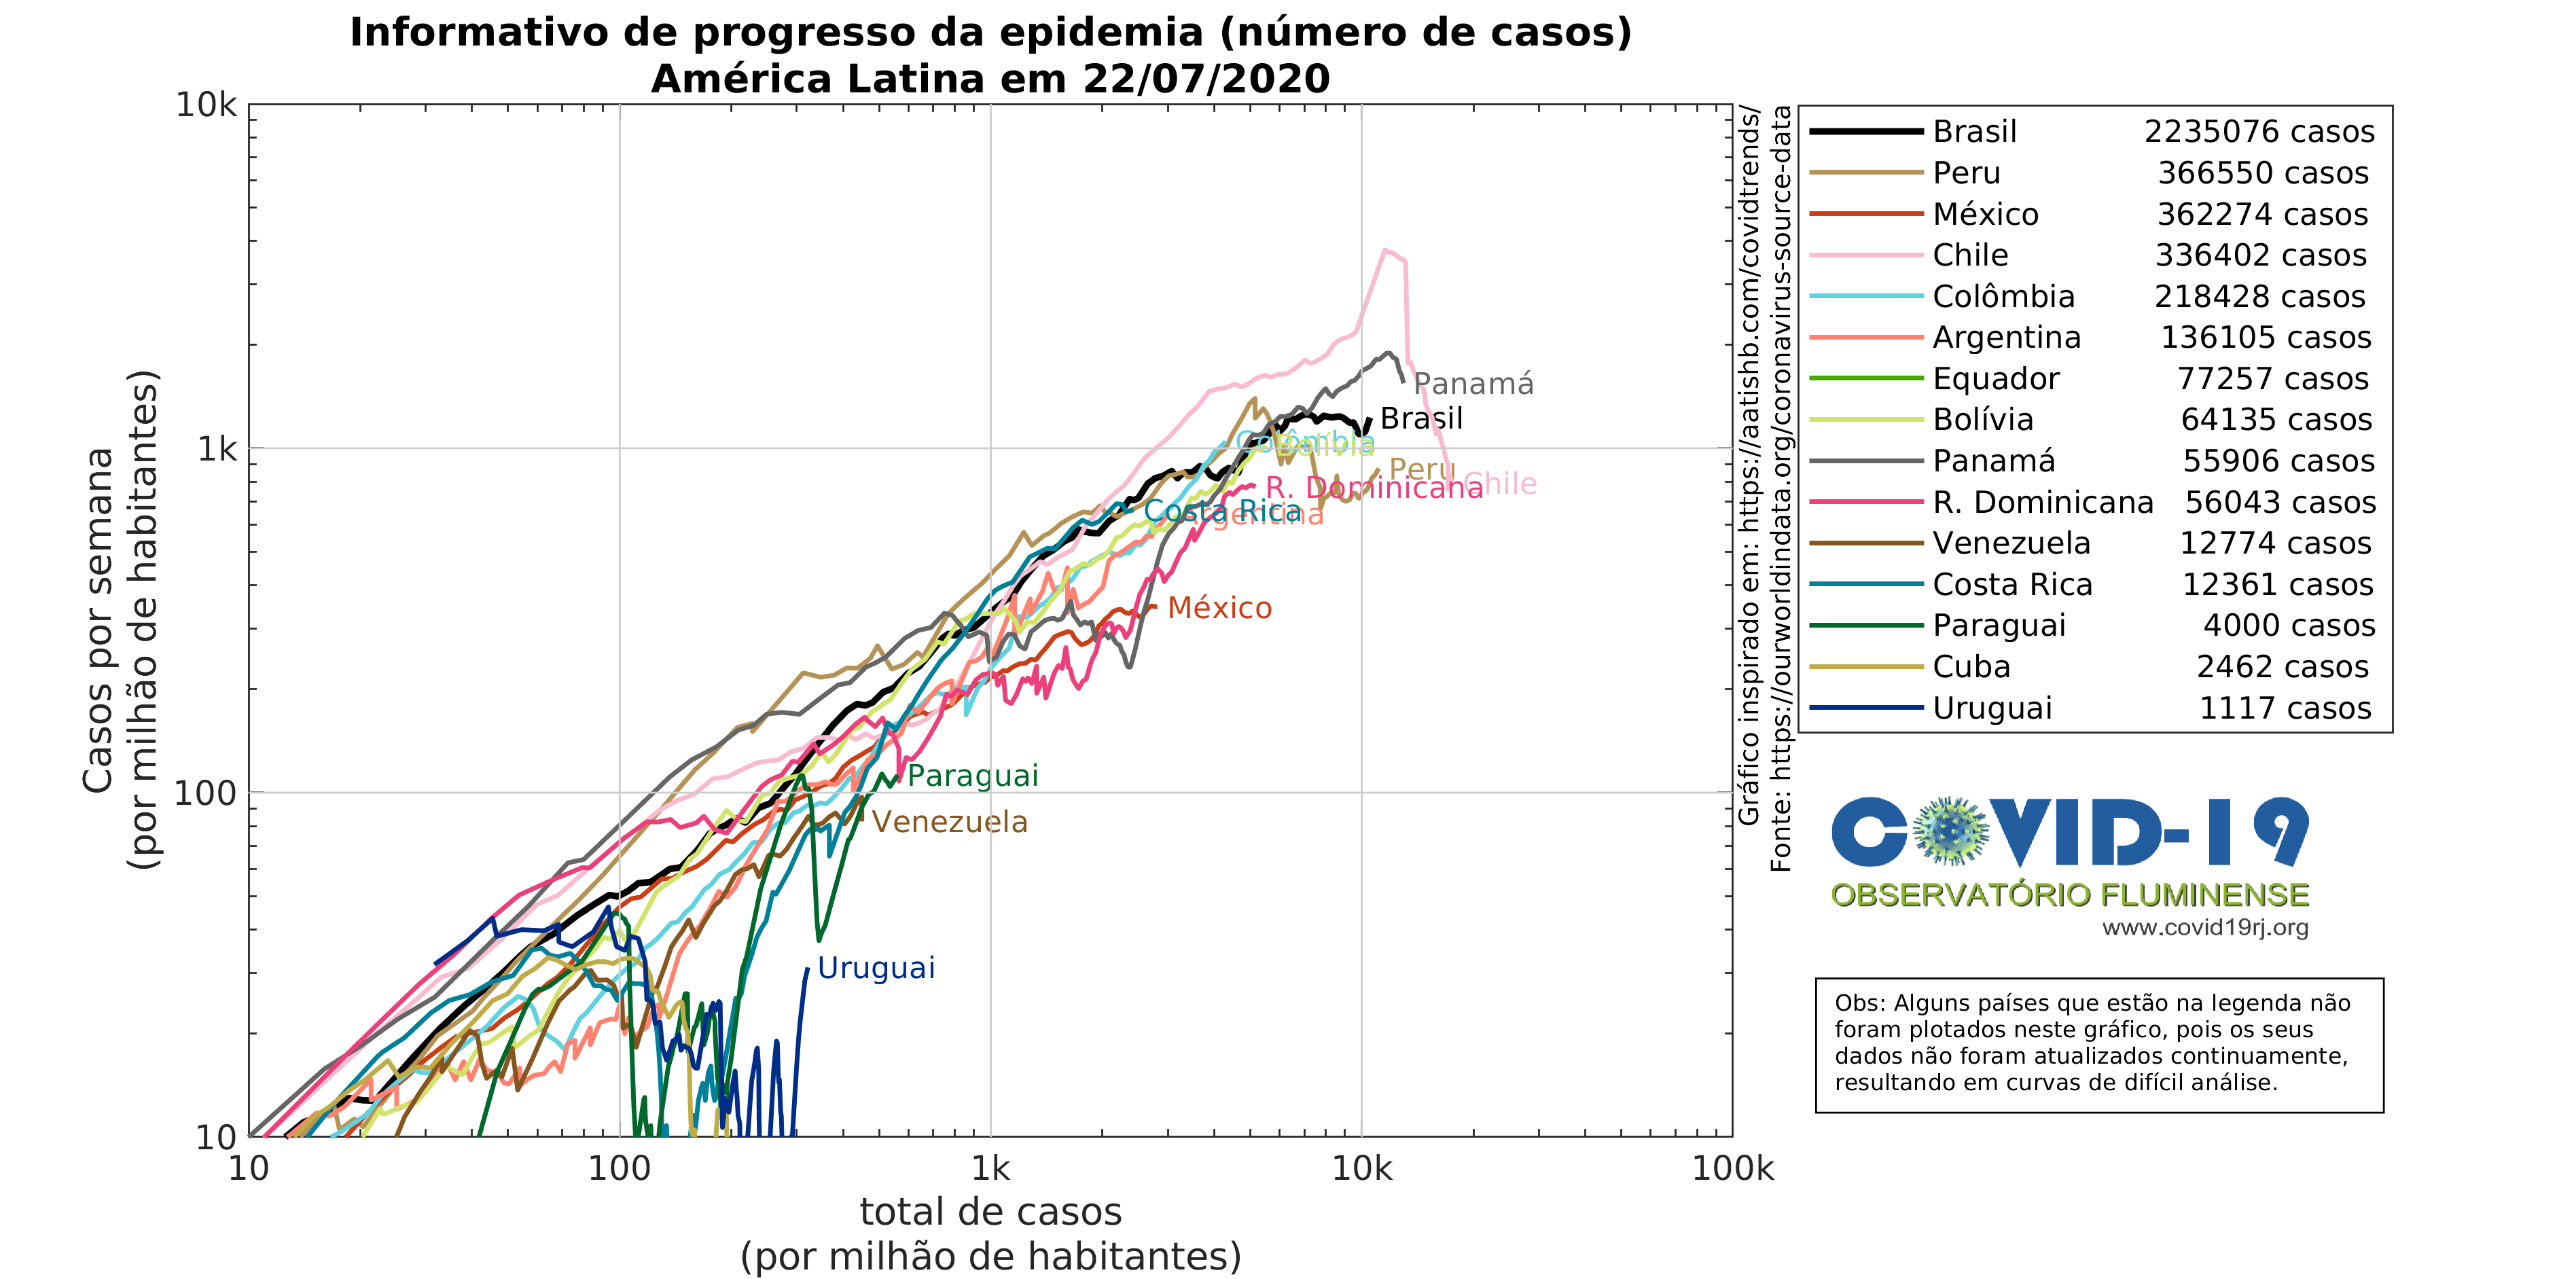 Informativo de progresso da epidemia (número de casos)
América Latina em 22/07/2020
10k
1k
100
10
Casos por semana
(por milhão de habitantes)
10
100
1k
10k
100k
total de casos
(por milhão de habitantes)
Panamá
Brasil
Colômbia
Bolívia
Peru
Chile
R. Dominicana
Costa Rica
Argentina
México
Paraguai
Venezuela
Uruguai
Gráfico inspirado em: https://aatishb.com/covidtrends/
Fonte: https://ourworldindata.org/coronavirus-source-data
Brasil 2235076 casos
Peru 366550 casos
México 362274 casos
Chile 336402 casos
Colômbia 218428 casos
Argentina 136105 casos
Equador 77257 casos
Bolívia 64135 casos
Panamá 55906 casos
R. Dominicana 56043 casos
Venezuela 12774 casos
Costa Rica 12361 casos
Paraguai 4000 casos
Cuba 2462 casos
Uruguai 1117 casos
COVID-19
OBSERVATÓRIO FLUMINENSE
www.covid19rj.org
Obs: Alguns países que estão na legenda não
foram plotados neste gráfico, pois os seus
dados não foram atualizados continuamente,
resultando em curvas de difícil análise.